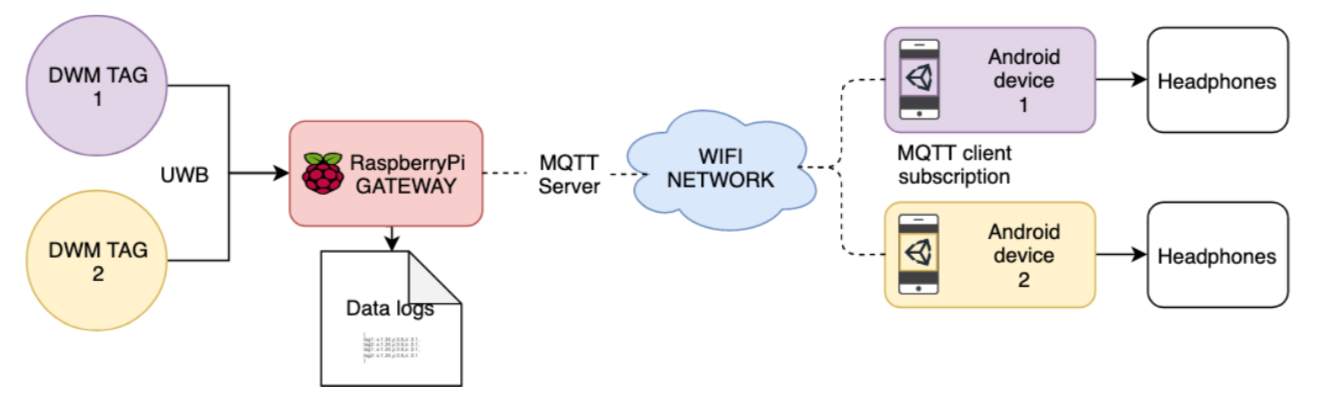 DWM TAG
1
UWB
DWM TAG
2
RaspberryPi
GATEWAY
Data logs
MQTT
Server
WIFI
NETWORK
Android
device
1
Headphones
MQTT client
subscription
Android
device
2
Headphones